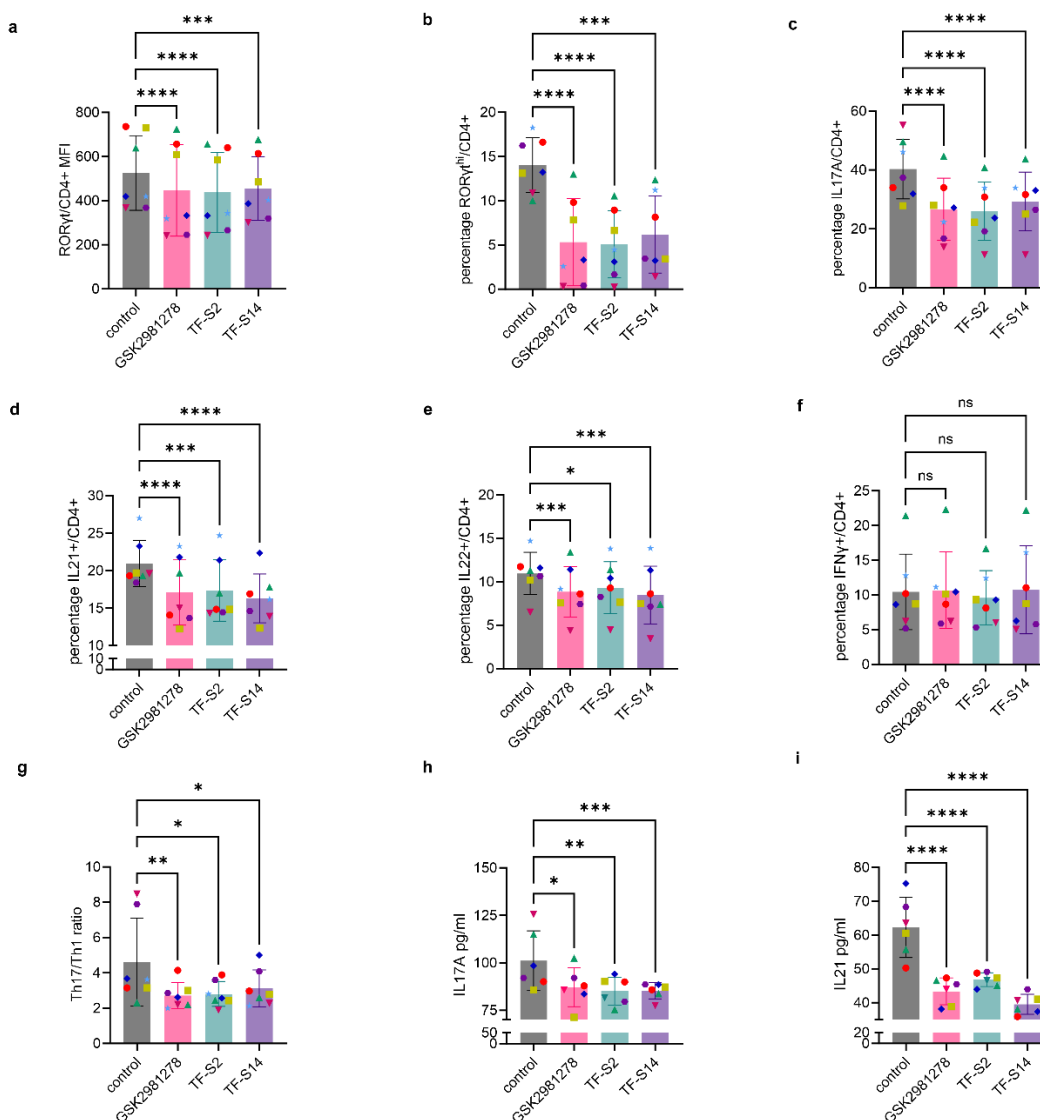 a
***
****
****
RORγt/CD4+ MFI
800
600
400
200
0
control
GSK2981278
TF-S2
TF-S14
b
***
****
****
percentage RORγt^hi/CD4+
20
15
10
5
0
control
GSK2981278
TF-S2
TF-S14
c
****
****
****
percentage IL17A/CD4+
60
40
20
0
control
GSK2981278
TF-S2
TF-S14
d
****
***
****
percentage IL21+/CD4+
30
25
20
15
10
10
0
control
GSK2981278
TF-S2
TF-S14
e
***
*
***
percentage IL22+/CD4+
20
15
10
5
0
control
GSK2981278
TF-S2
TF-S14
f
ns
ns
ns
percentage IFNγ+/CD4+
25
20
15
10
5
0
control
GSK2981278
TF-S2
TF-S14
g
*
*
**
Th17/Th1 ratio
10
8
6
4
2
0
control
GSK2981278
TF-S2
TF-S14
h
***
**
*
IL17A pg/ml
150
125
100
75
50
0
control
GSK2981278
TF-S2
TF-S14
i
****
****
****
IL21 pg/ml
80
70
60
50
40
30
20
0
control
GSK2981278
TF-S2
TF-S14